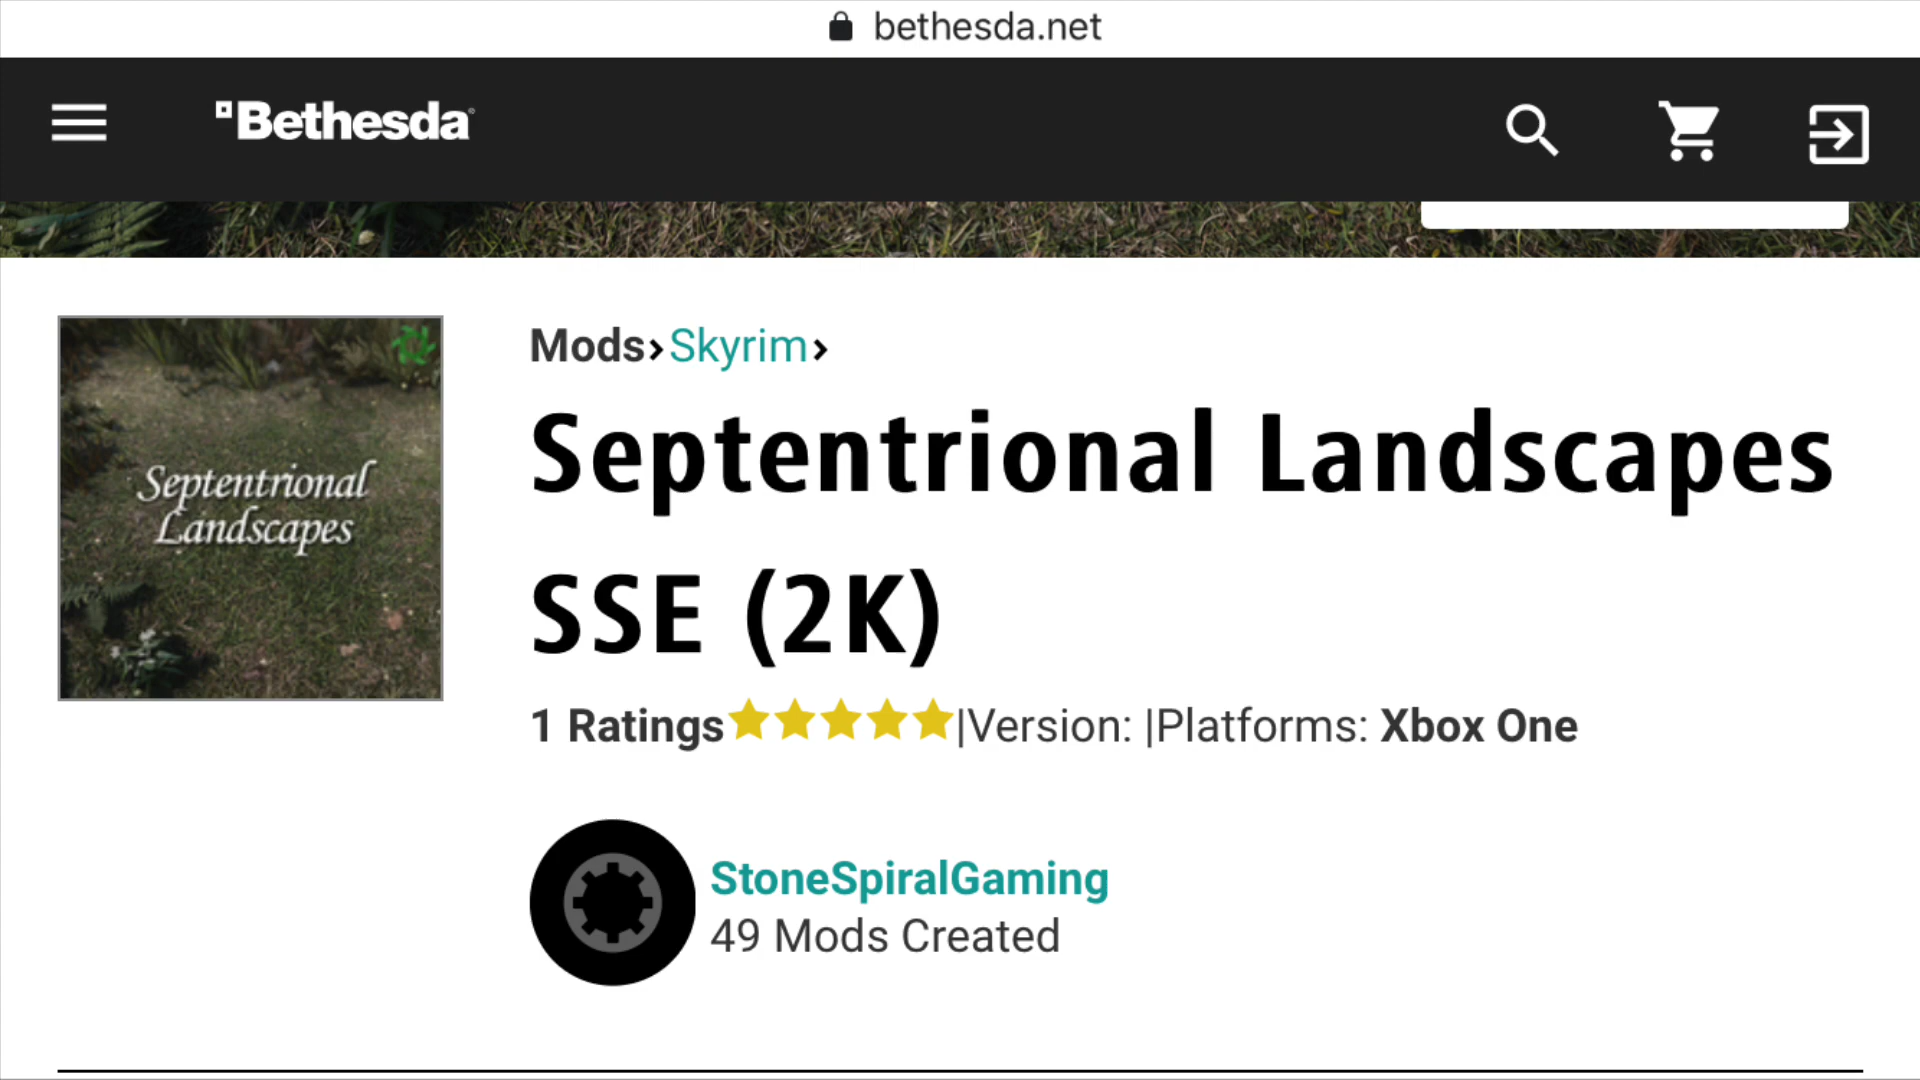 bethesda.net
Bethesda
Mods›Skyrim›
Septentrional
Landscapes
Septentrional Landscapes
SSE (2K)
1 Ratings|Version: |Platforms: Xbox One
StoneSpiralGaming
49 Mods Created